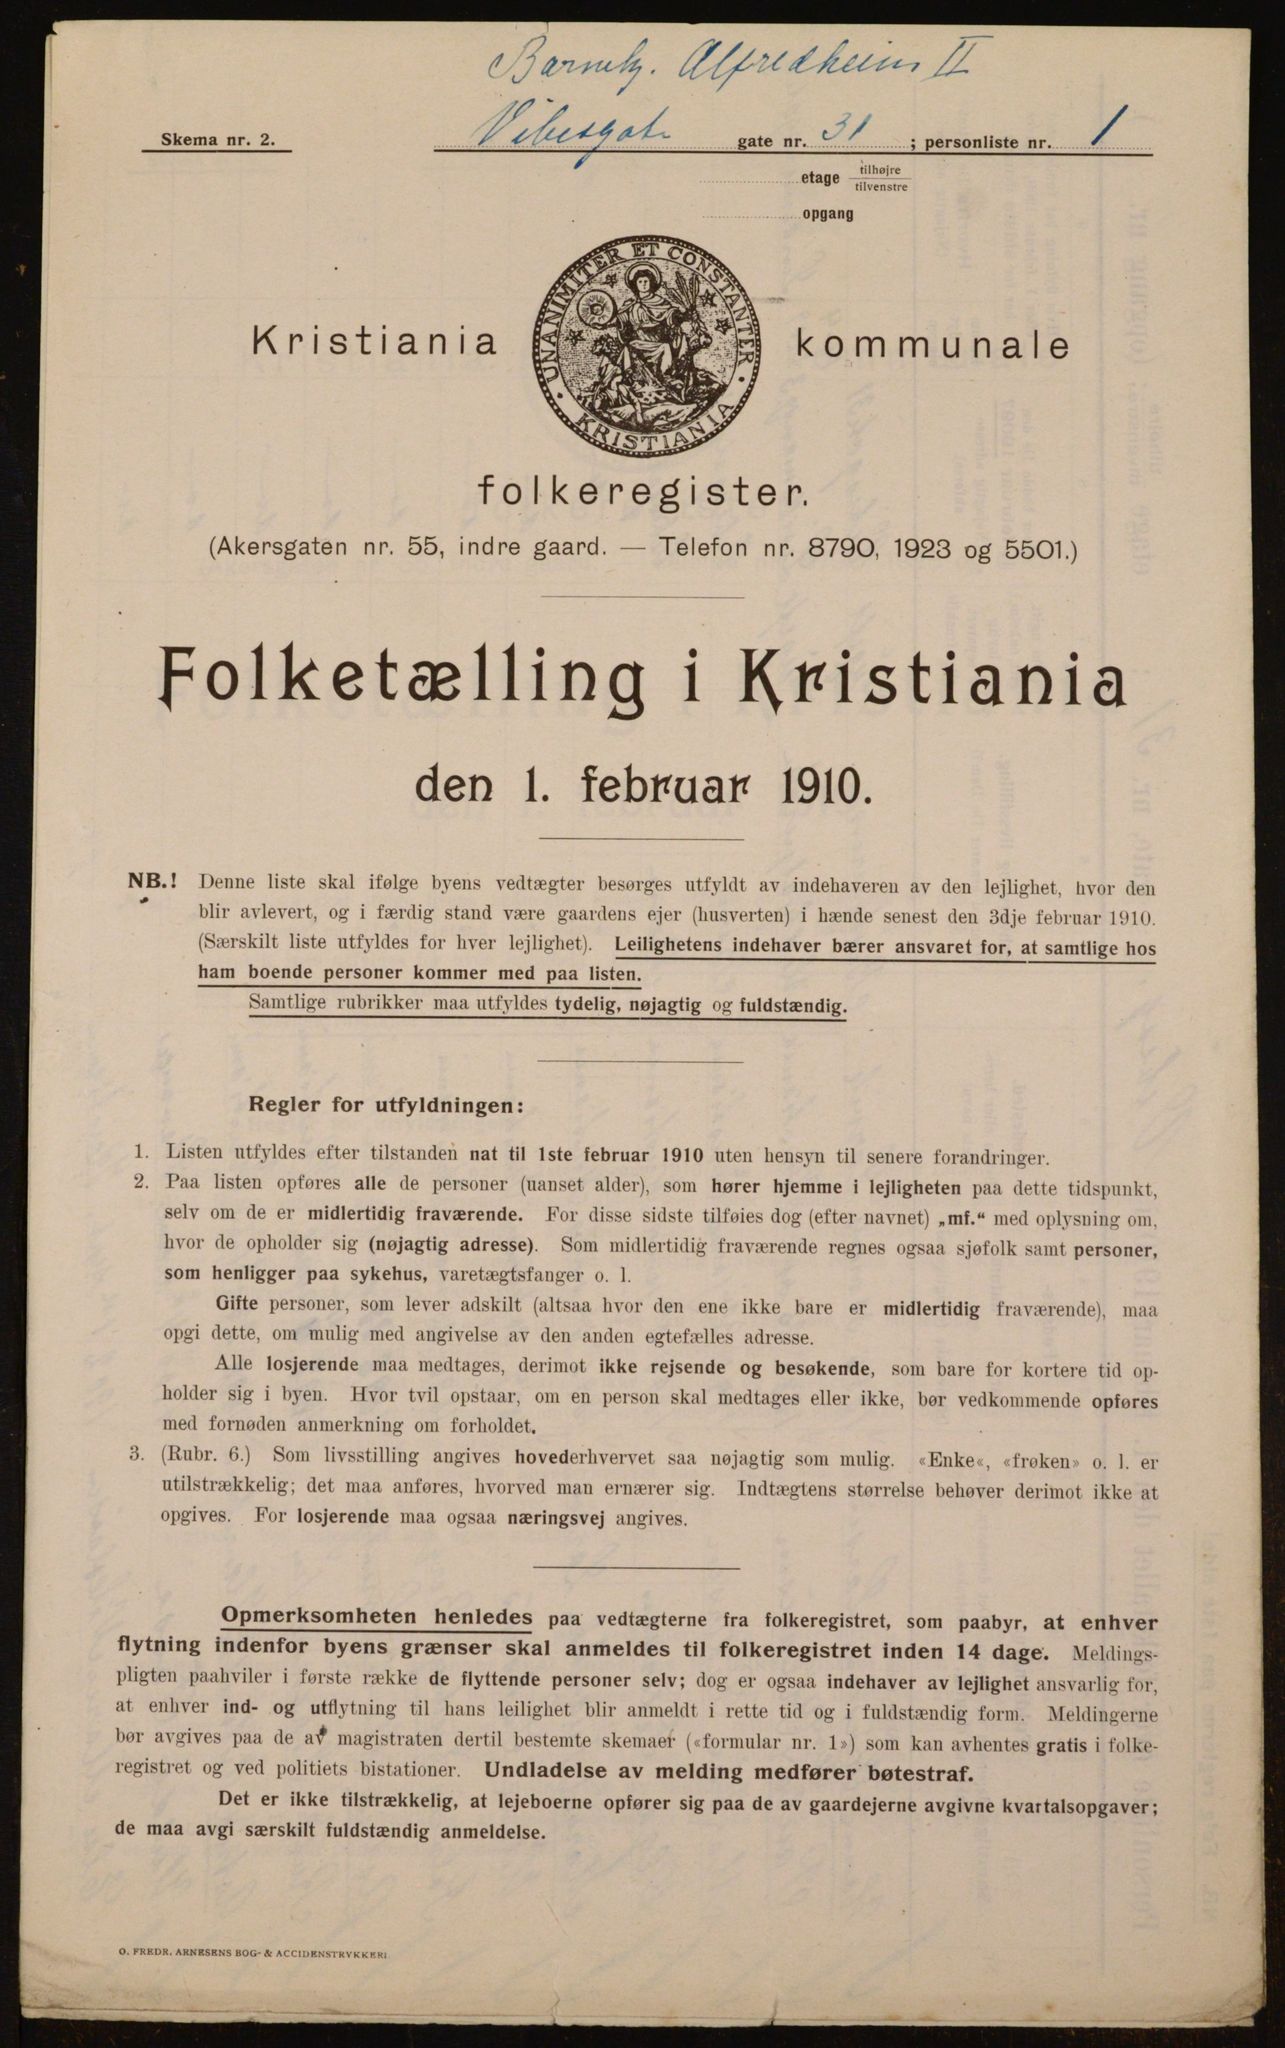 Barnehj. Alfredheim II
Skema nr. 2.
Vibesgate gate nr. 31 ; personliste nr. 1
etage tilhøjre
tilvenstre
opgang
UNANIMITER ET CONSTANTER · KRISTIANIA ·
Kristiania kommunale
folkeregister.
(Akersgaten nr. 55, indre gaard. — Telefon nr. 8790, 1923 og 5501.)
Folketælling i Kristiania
den 1. februar 1910.
NB.! Denne liste skal ifølge byens vedtægter besørges utfyldt av indehaveren av den lejlighet, hvor den
blir avlevert, og i færdig stand være gaardens ejer (husverten) i hænde senest den 3dje februar 1910.
(Særskilt liste utfyldes for hver lejlighet). Leilighetens indehaver bærer ansvaret for, at samtlige hos
ham boende personer kommer med paa listen.
Samtlige rubrikker maa utfyldes tydelig, nøjagtig og fuldstændig.
Regler for utfyldningen:
1. Listen utfyldes efter tilstanden nat til 1ste februar 1910 uten hensyn til senere forandringer.
2. Paa listen opføres alle de personer (uanset alder), som hører hjemme i lejligheten paa dette tidspunkt,
selv om de er midlertidig fraværende. For disse sidste tilføies dog (efter navnet) „mf.“ med oplysning om,
hvor de opholder sig (nøjagtig adresse). Som midlertidig fraværende regnes ogsaa sjøfolk samt personer,
som henligger paa sykehus, varetægtsfanger o. l.
Gifte personer, som lever adskilt (altsaa hvor den ene ikke bare er midlertidig fraværende), maa
opgi dette, om mulig med angivelse av den anden egtefælles adresse.
Alle losjerende maa medtages, derimot ikke rejsende og besøkende, som bare for kortere tid op-
holder sig i byen. Hvor tvil opstaar, om en person skal medtages eller ikke, bør vedkommende opføres
med fornøden anmerkning om forholdet.
3. (Rubr. 6.) Som livsstilling angives hovederhvervet saa nøjagtig som mulig. «Enke«, «frøken» o. l. er
utilstrækkelig; det maa anføres, hvorved man ernærer sig. Indtægtens størrelse behøver derimot ikke at
opgives. For losjerende maa ogsaa næringsvej angives.
Opmerksomheten henledes paa vedtægterne fra folkeregistret, som paabyr, at enhver
flytning indenfor byens grænser skal anmeldes til folkeregistret inden 14 dage. Meldings-
pligten paahviler i første række de flyttende personer selv; dog er ogsaa indehaver av lejlighet ansvarlig for,
at enhver ind- og utflytning til hans leilighet blir anmeldt i rette tid og i fuldstændig form. Meldingerne
bør avgives paa de av magistraten dertil bestemte skemaer («formular nr. 1») som kan avhentes gratis i folke-
registret og ved politiets bistationer. Undladelse av melding medfører bøtestraf.
Det er ikke tilstrækkelig, at lejeboerne opfører sig paa de av gaardejerne avgivne kvartalsopgaver;
de maa avgi særskilt fuldstændig anmeldelse.
O. FREDR. ARNESENS BOG- & ACCIDENSTRYKKERI